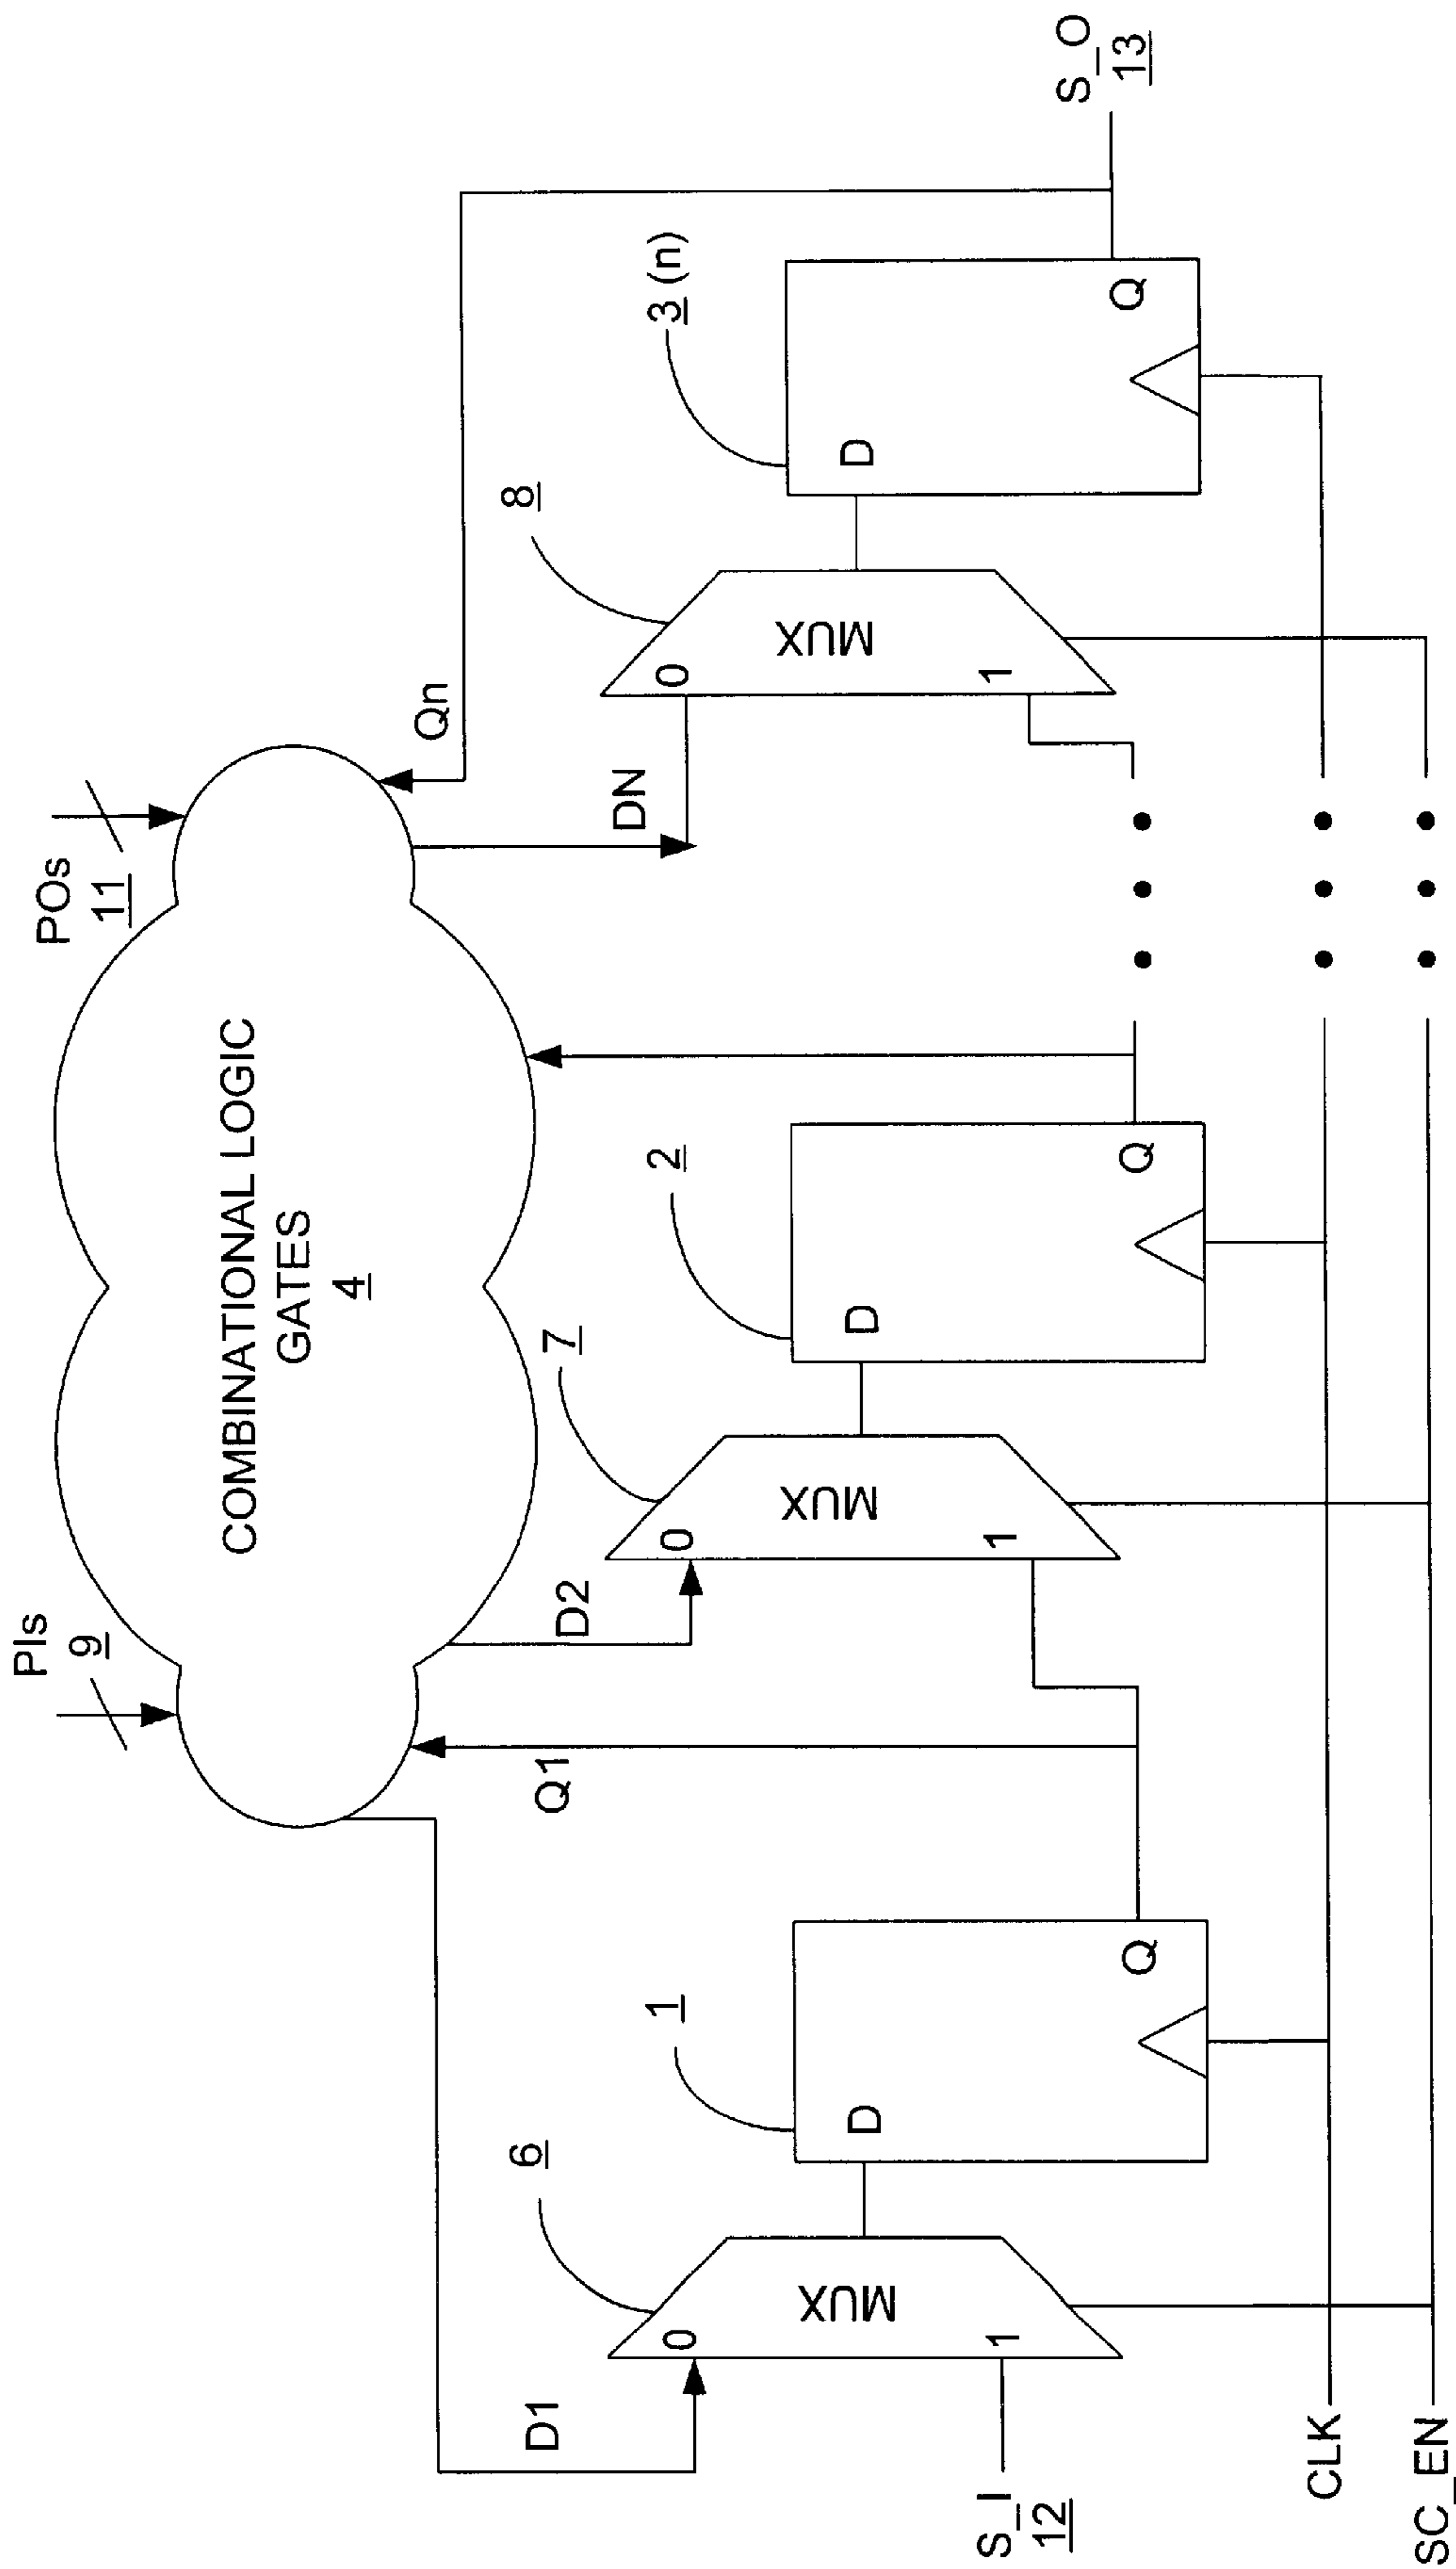 PIs
9
POs
11
COMBINATIONAL LOGIC
GATES
4
D1
Q1
D2
DN
Qn
6
1
7
2
8
3 (n)
0
MUX
1
D
Q
0
MUX
1
D
Q
0
MUX
1
D
Q
S_I
12
S_O
13
CLK
SC_EN